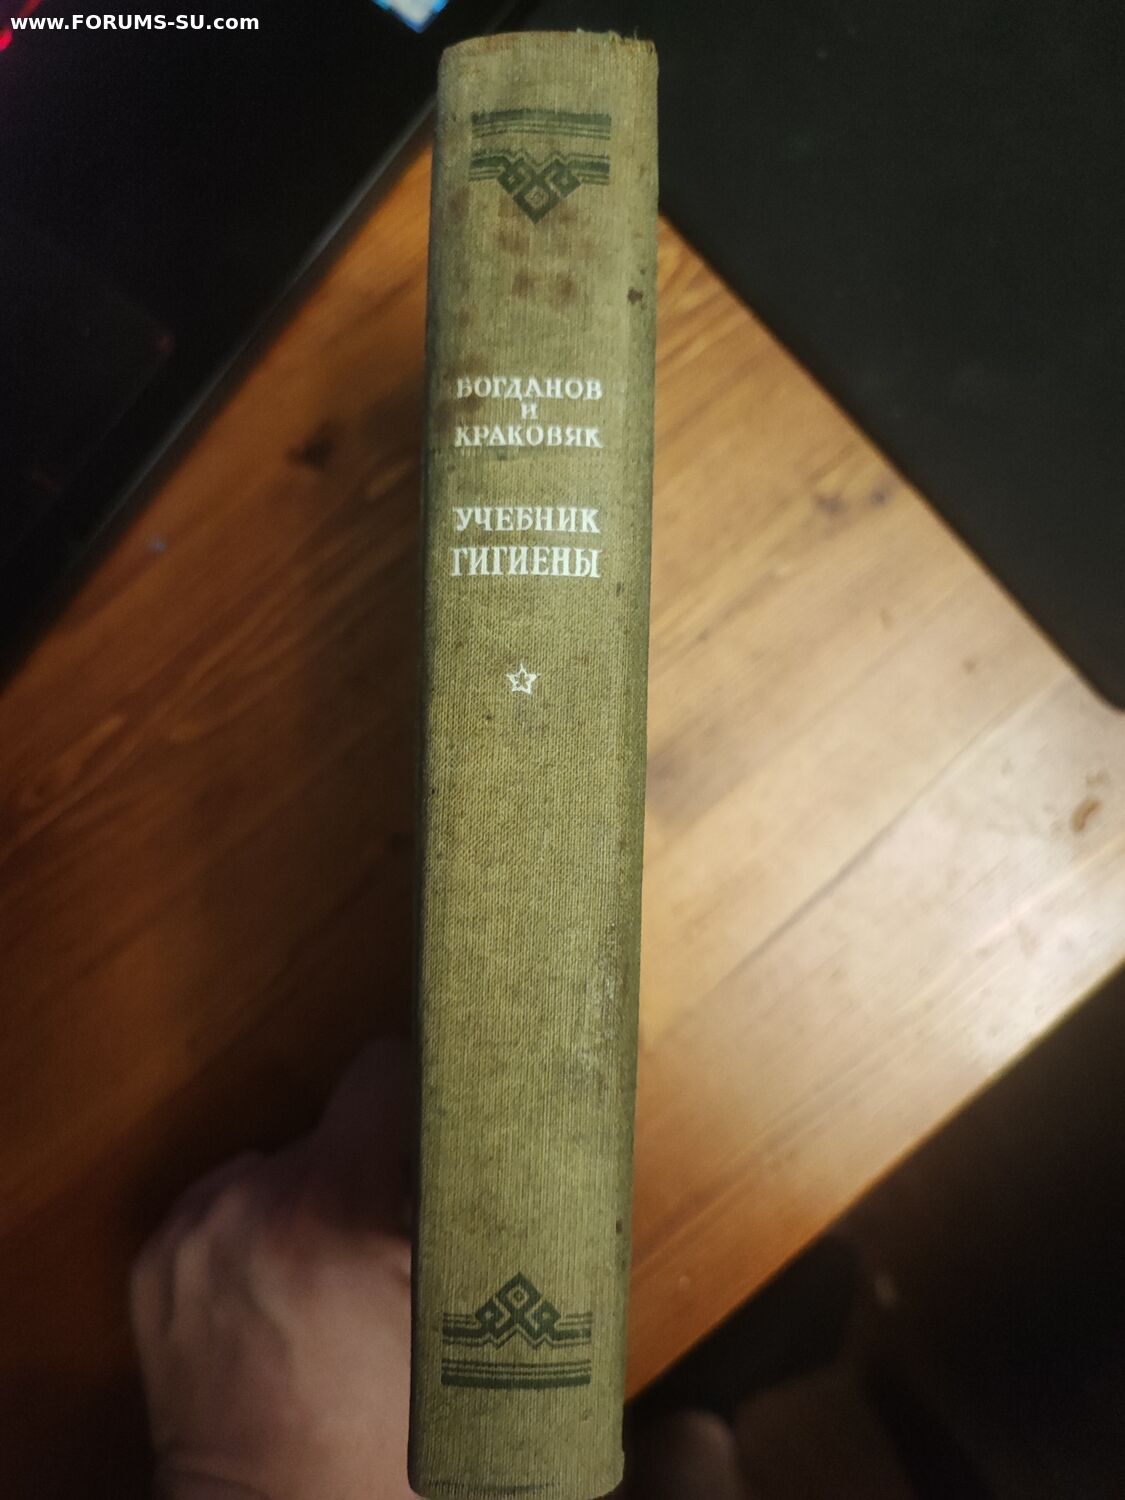 www.FORUMS-SU.com
БОГДАНОВ
И
КРАКОВЯК
УЧЕБНИК
ГИГИЕНЫ